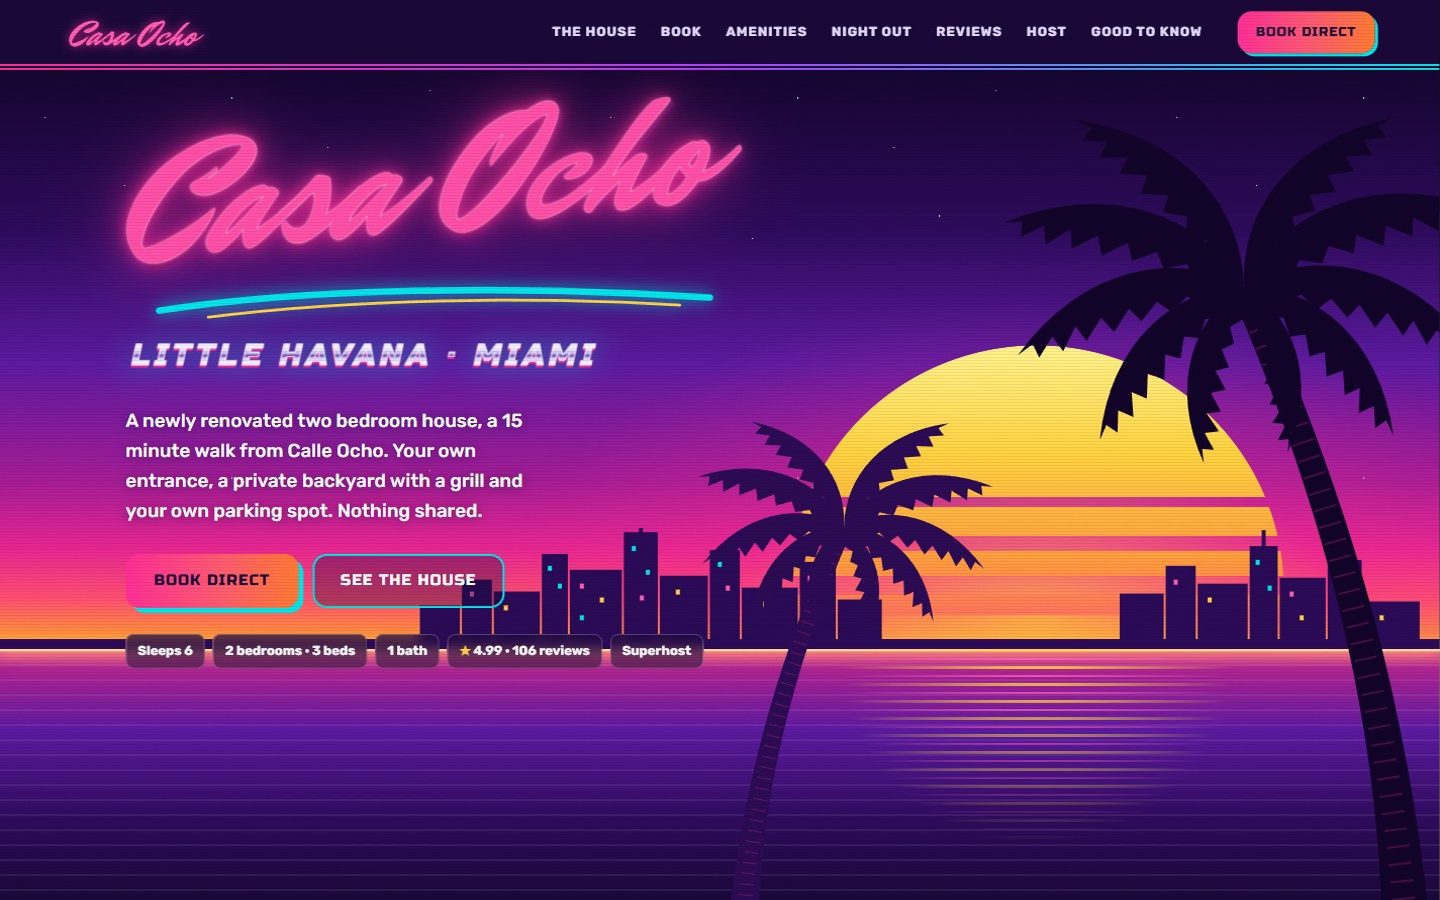 Casa Ocho
THE HOUSE BOOK AMENITIES NIGHT OUT REVIEWS HOST GOOD TO KNOW BOOK DIRECT
Casa Ocho
LITTLE HAVANA · MIAMI
A newly renovated two bedroom house, a 15
minute walk from Calle Ocho. Your own
entrance, a private backyard with a grill and
your own parking spot. Nothing shared.
BOOK DIRECT SEE THE HOUSE
Sleeps 6 2 bedrooms · 3 beds 1 bath ★ 4.99 · 106 reviews Superhost